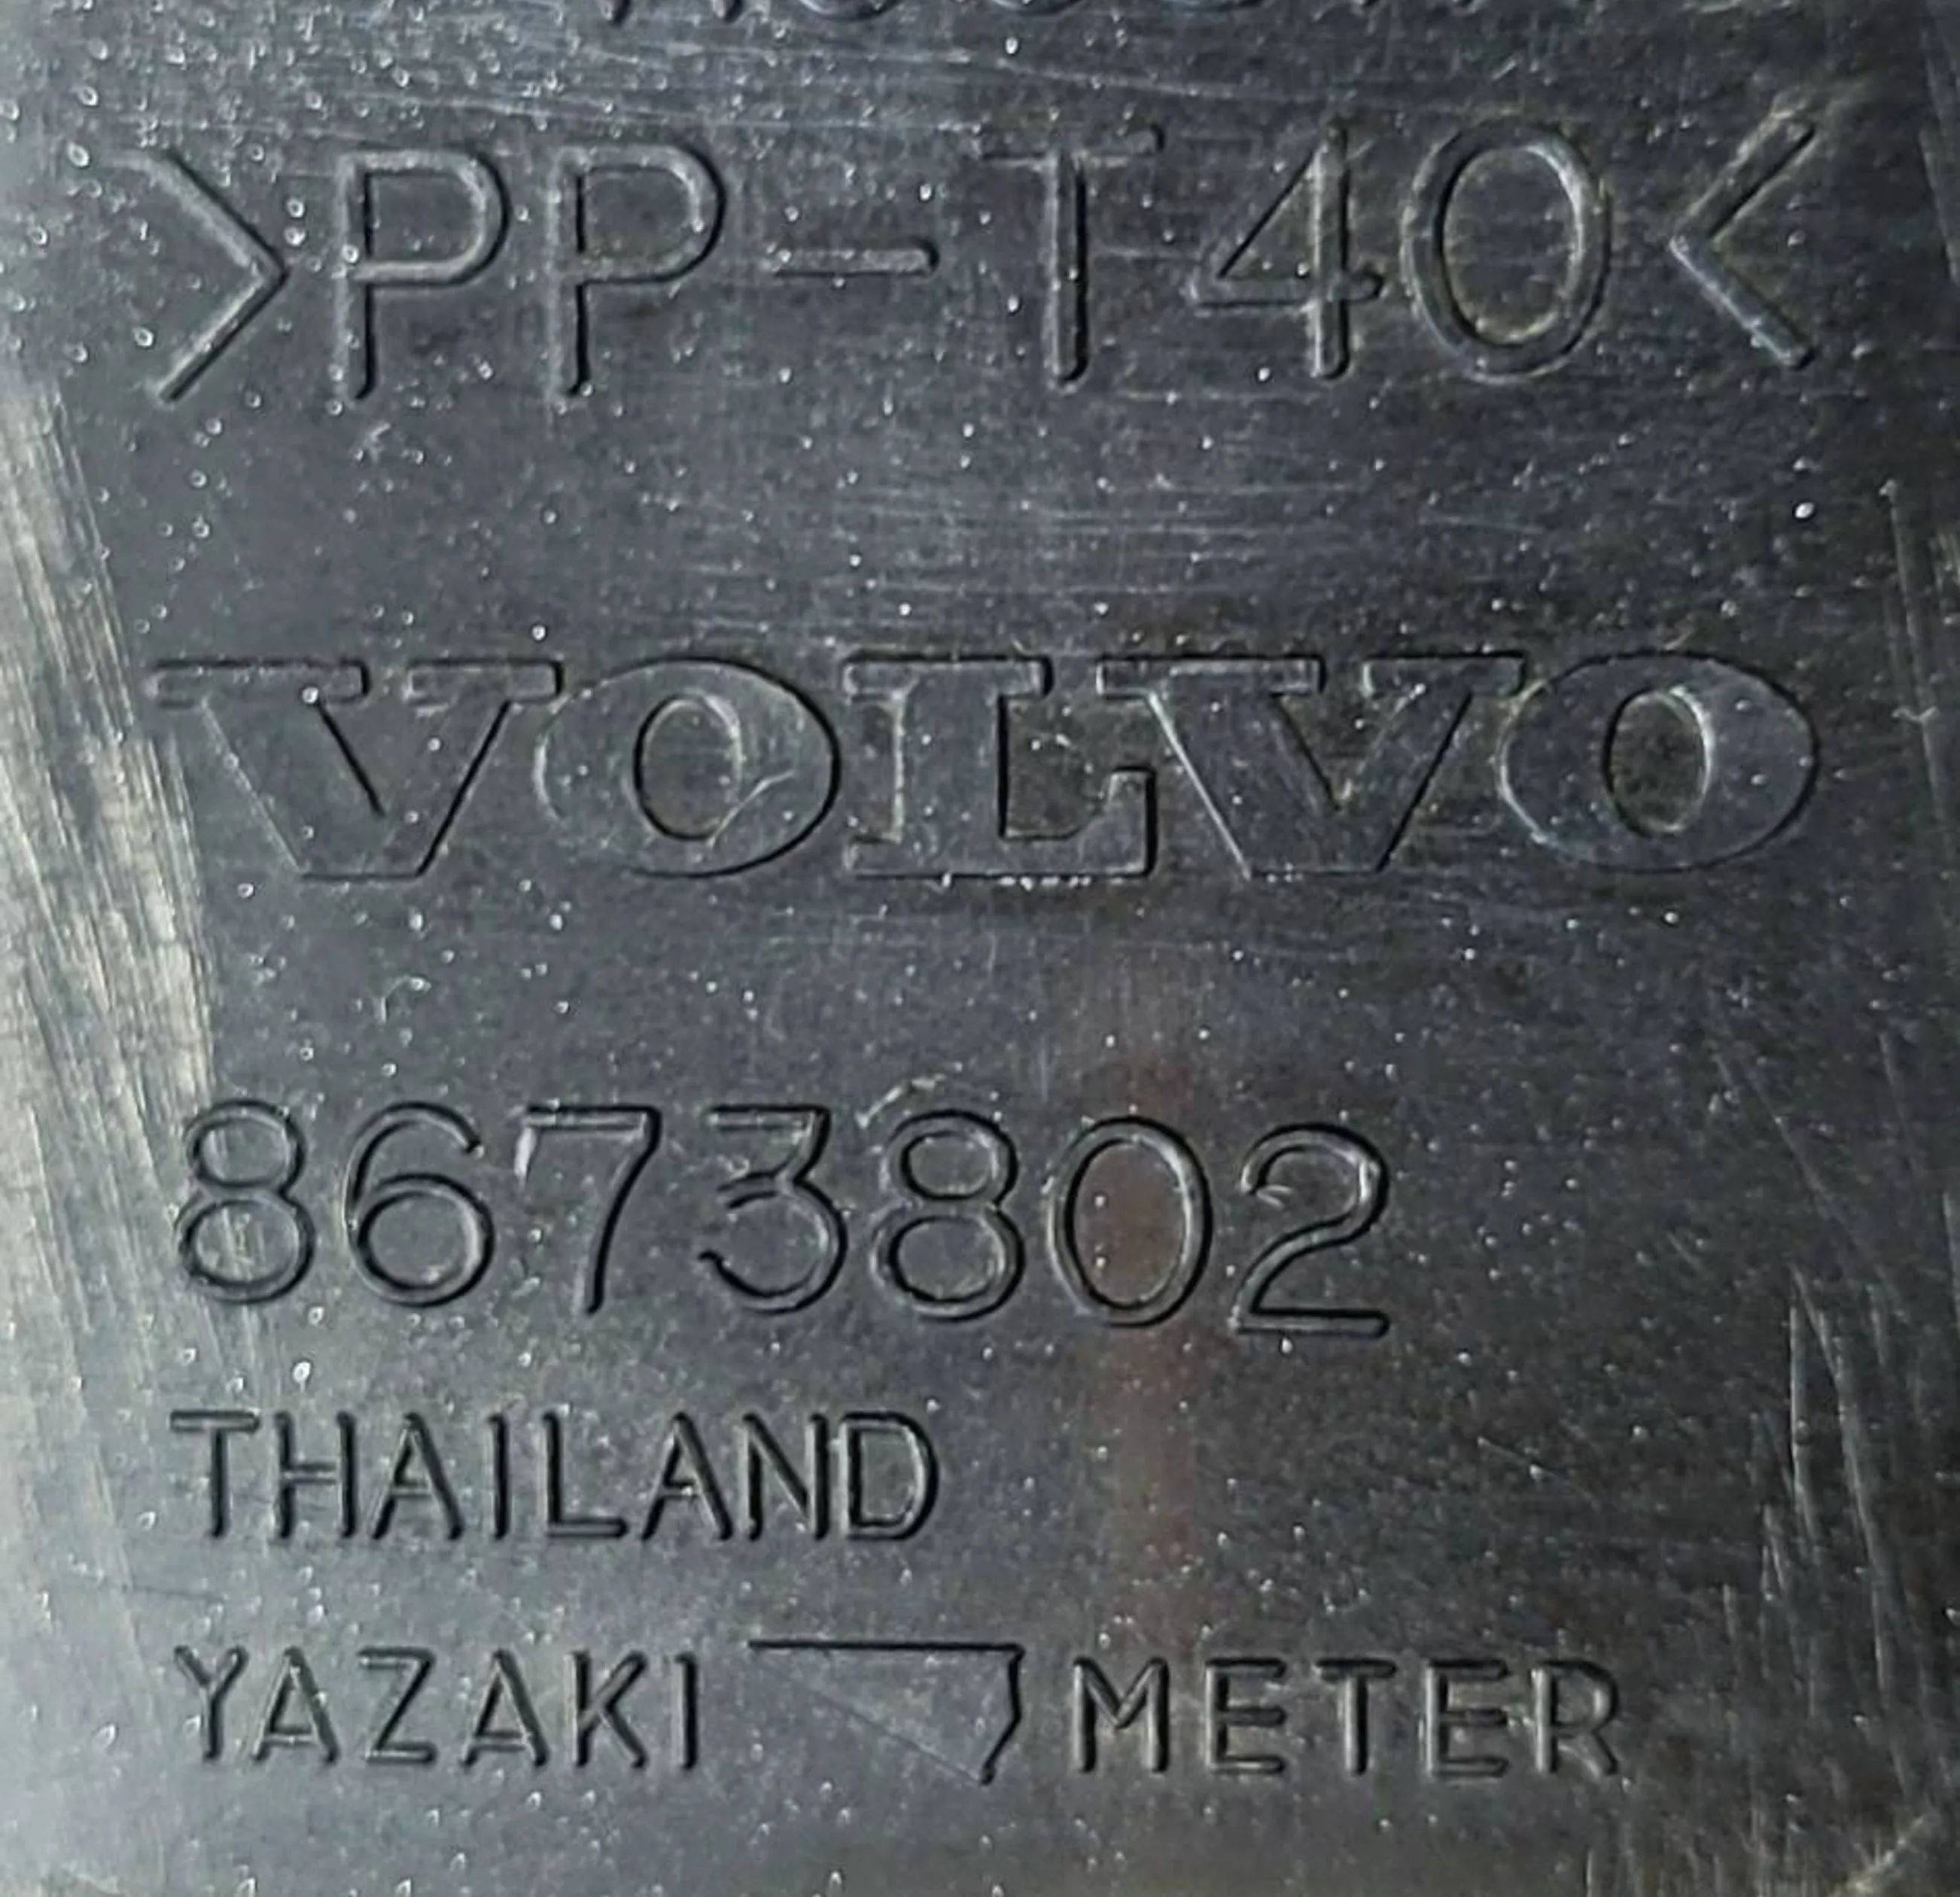 >PP-T40<
VOLVO
8673802
THAILAND
YAZAKI METER